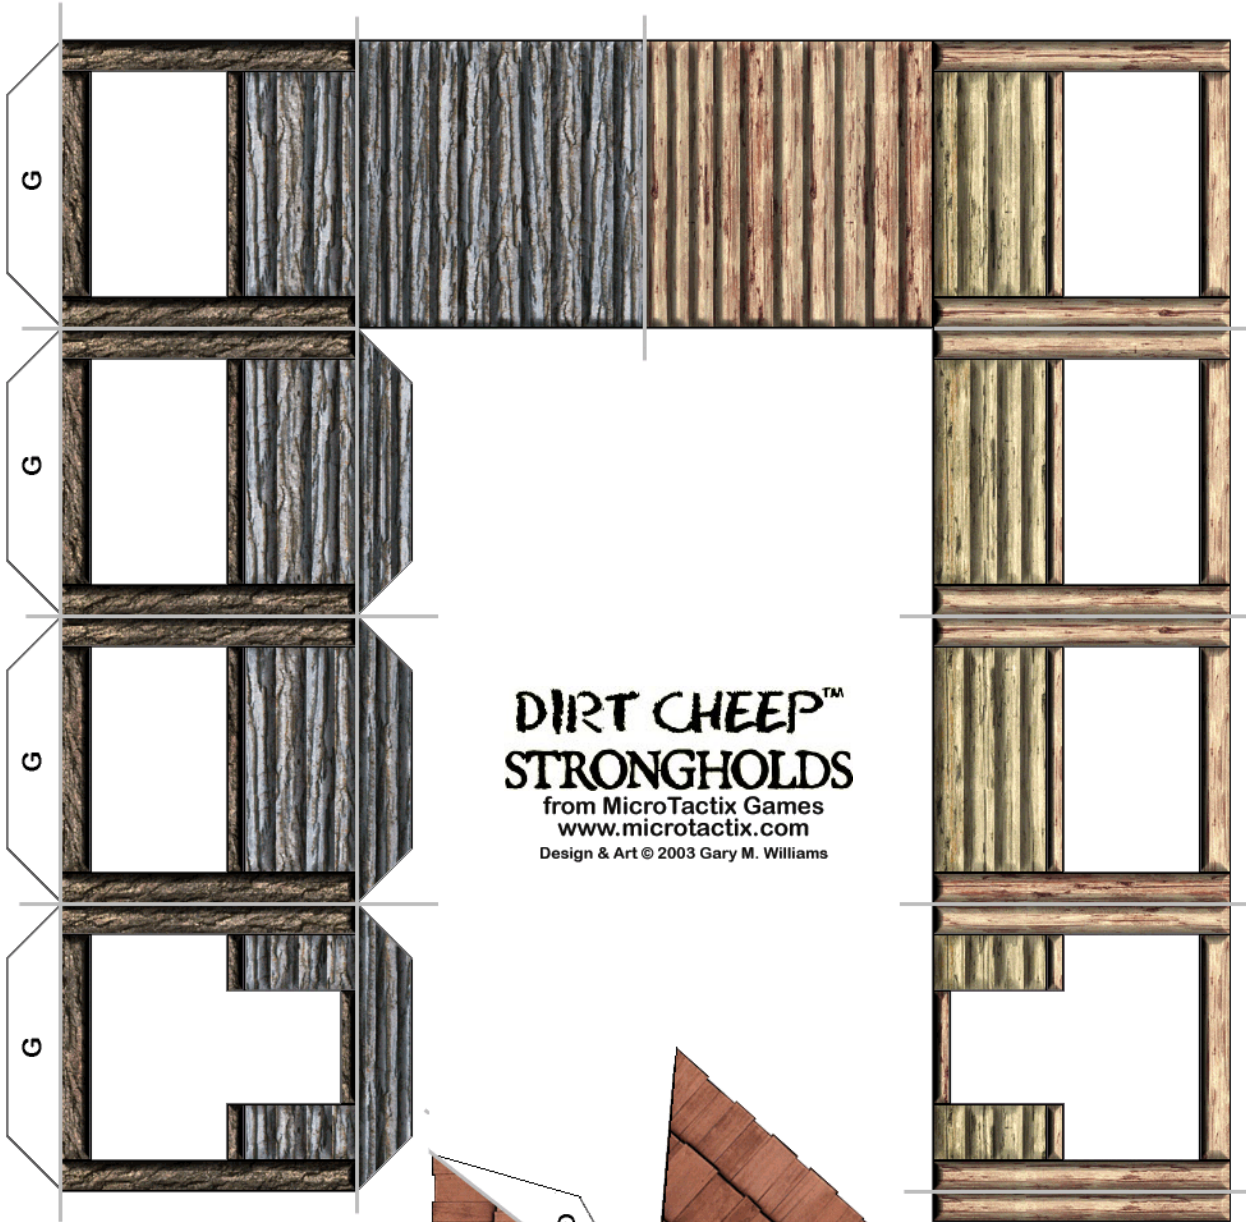 G
G
G
G
DIRT CHEEP™
STRONGHOLDS
from MicroTactix Games
www.microtactix.com
Design & Art © 2003 Gary M. Williams